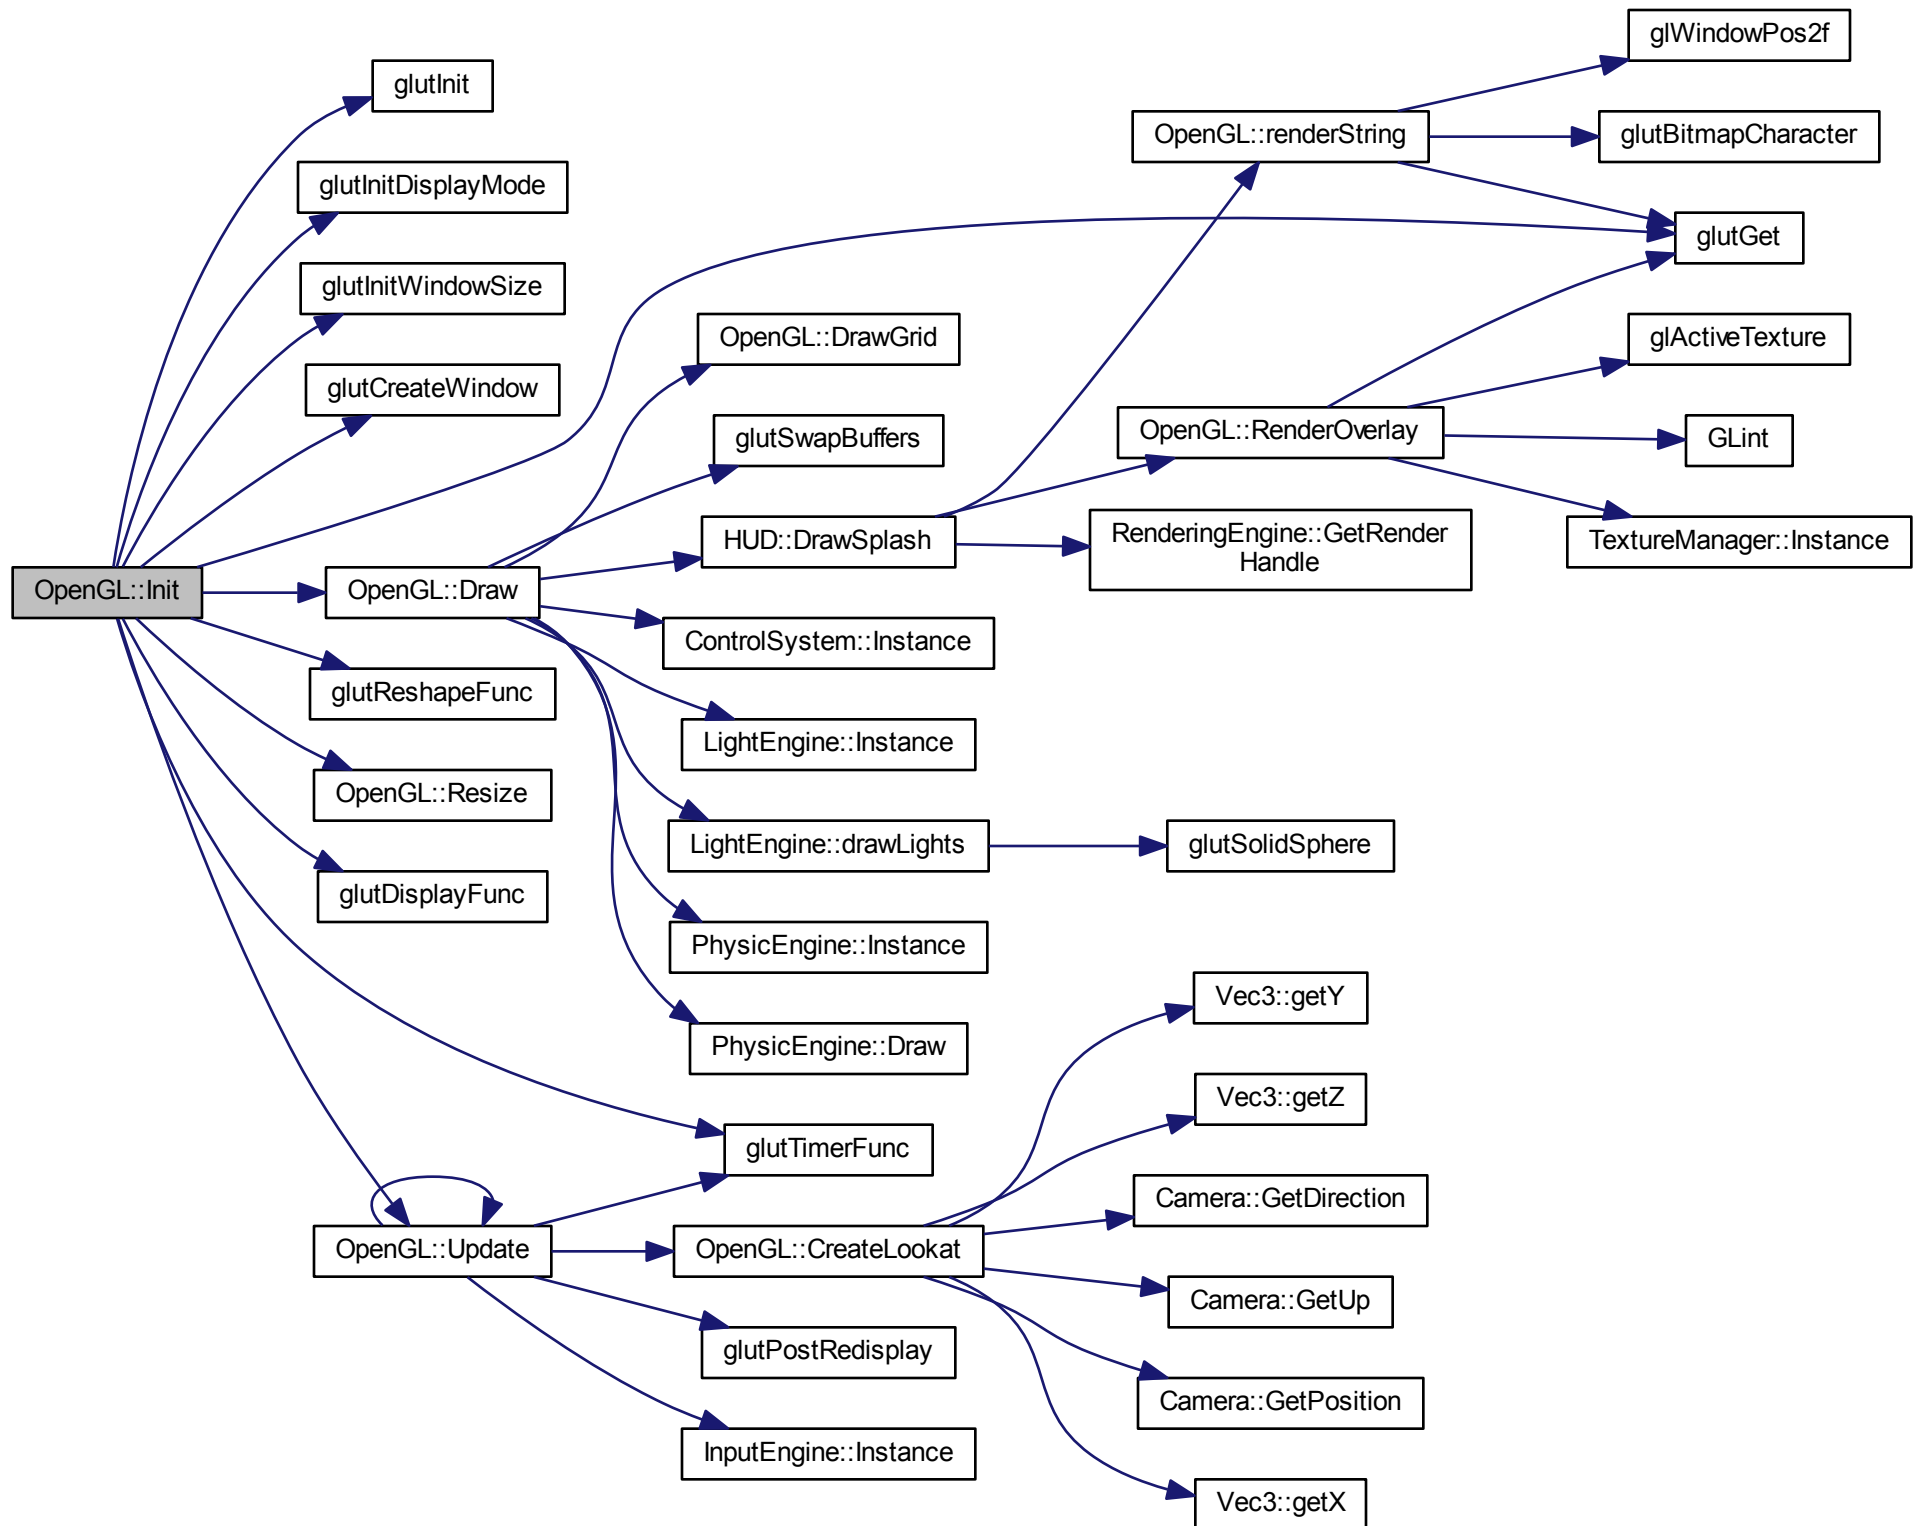 glWindowPos2f
glutInit
OpenGL::renderString
glutBitmapCharacter
glutInitDisplayMode
glutGet
glutInitWindowSize
OpenGL::DrawGrid
glActiveTexture
glutCreateWindow
glutSwapBuffers
OpenGL::RenderOverlay
GLint
HUD::DrawSplash
RenderingEngine::GetRender
Handle
TextureManager::Instance
OpenGL::Init
OpenGL::Draw
ControlSystem::Instance
glutReshapeFunc
LightEngine::Instance
OpenGL::Resize
LightEngine::drawLights
glutSolidSphere
glutDisplayFunc
PhysicEngine::Instance
Vec3::getY
PhysicEngine::Draw
Vec3::getZ
glutTimerFunc
Camera::GetDirection
OpenGL::Update
OpenGL::CreateLookat
Camera::GetUp
glutPostRedisplay
Camera::GetPosition
InputEngine::Instance
Vec3::getX